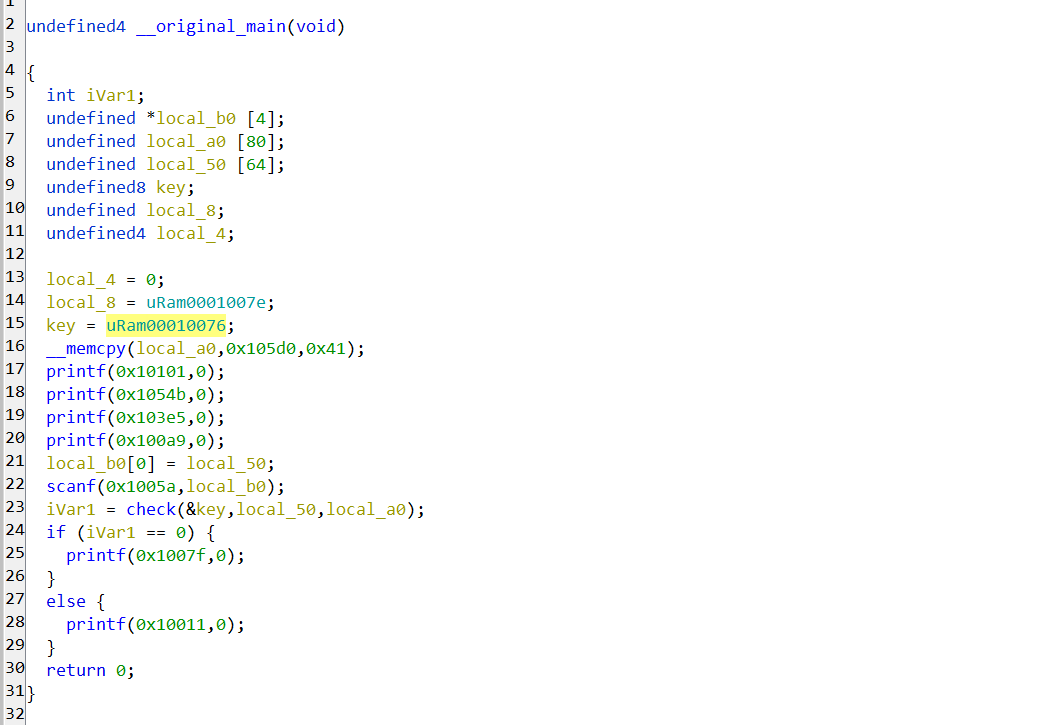 1
2 undefined4 __original_main(void)
3
4 {
5   int iVar1;
6   undefined *local_b0 [4];
7   undefined local_a0 [80];
8   undefined local_50 [64];
9   undefined8 key;
10   undefined local_8;
11   undefined4 local_4;
12
13   local_4 = 0;
14   local_8 = uRam0001007e;
15   key = uRam00010076;
16   __memcpy(local_a0,0x105d0,0x41);
17   printf(0x10101,0);
18   printf(0x1054b,0);
19   printf(0x103e5,0);
20   printf(0x100a9,0);
21   local_b0[0] = local_50;
22   scanf(0x1005a,local_b0);
23   iVar1 = check(&key,local_50,local_a0);
24   if (iVar1 == 0) {
25     printf(0x1007f,0);
26   }
27   else {
28     printf(0x10011,0);
29   }
30   return 0;
31 }
32